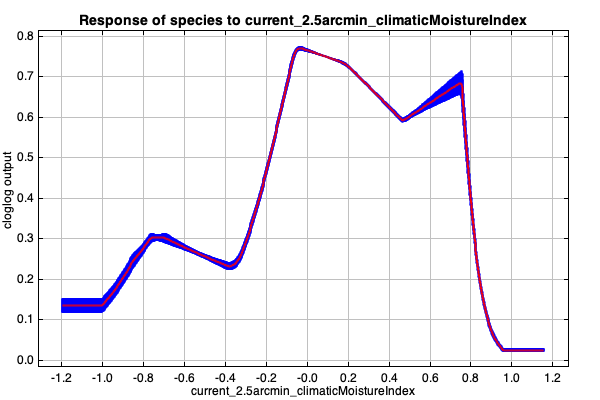 Response of species to current_2.5arcmin_climaticMoistureIndex
cloglog output
0.8
0.7
0.6
0.5
0.4
0.3
0.2
0.1
0.0
-1.2 -1.0 -0.8 -0.6 -0.4 -0.2 -0.0 0.2 0.4 0.6 0.8 1.0 1.2
current_2.5arcmin_climaticMoistureIndex